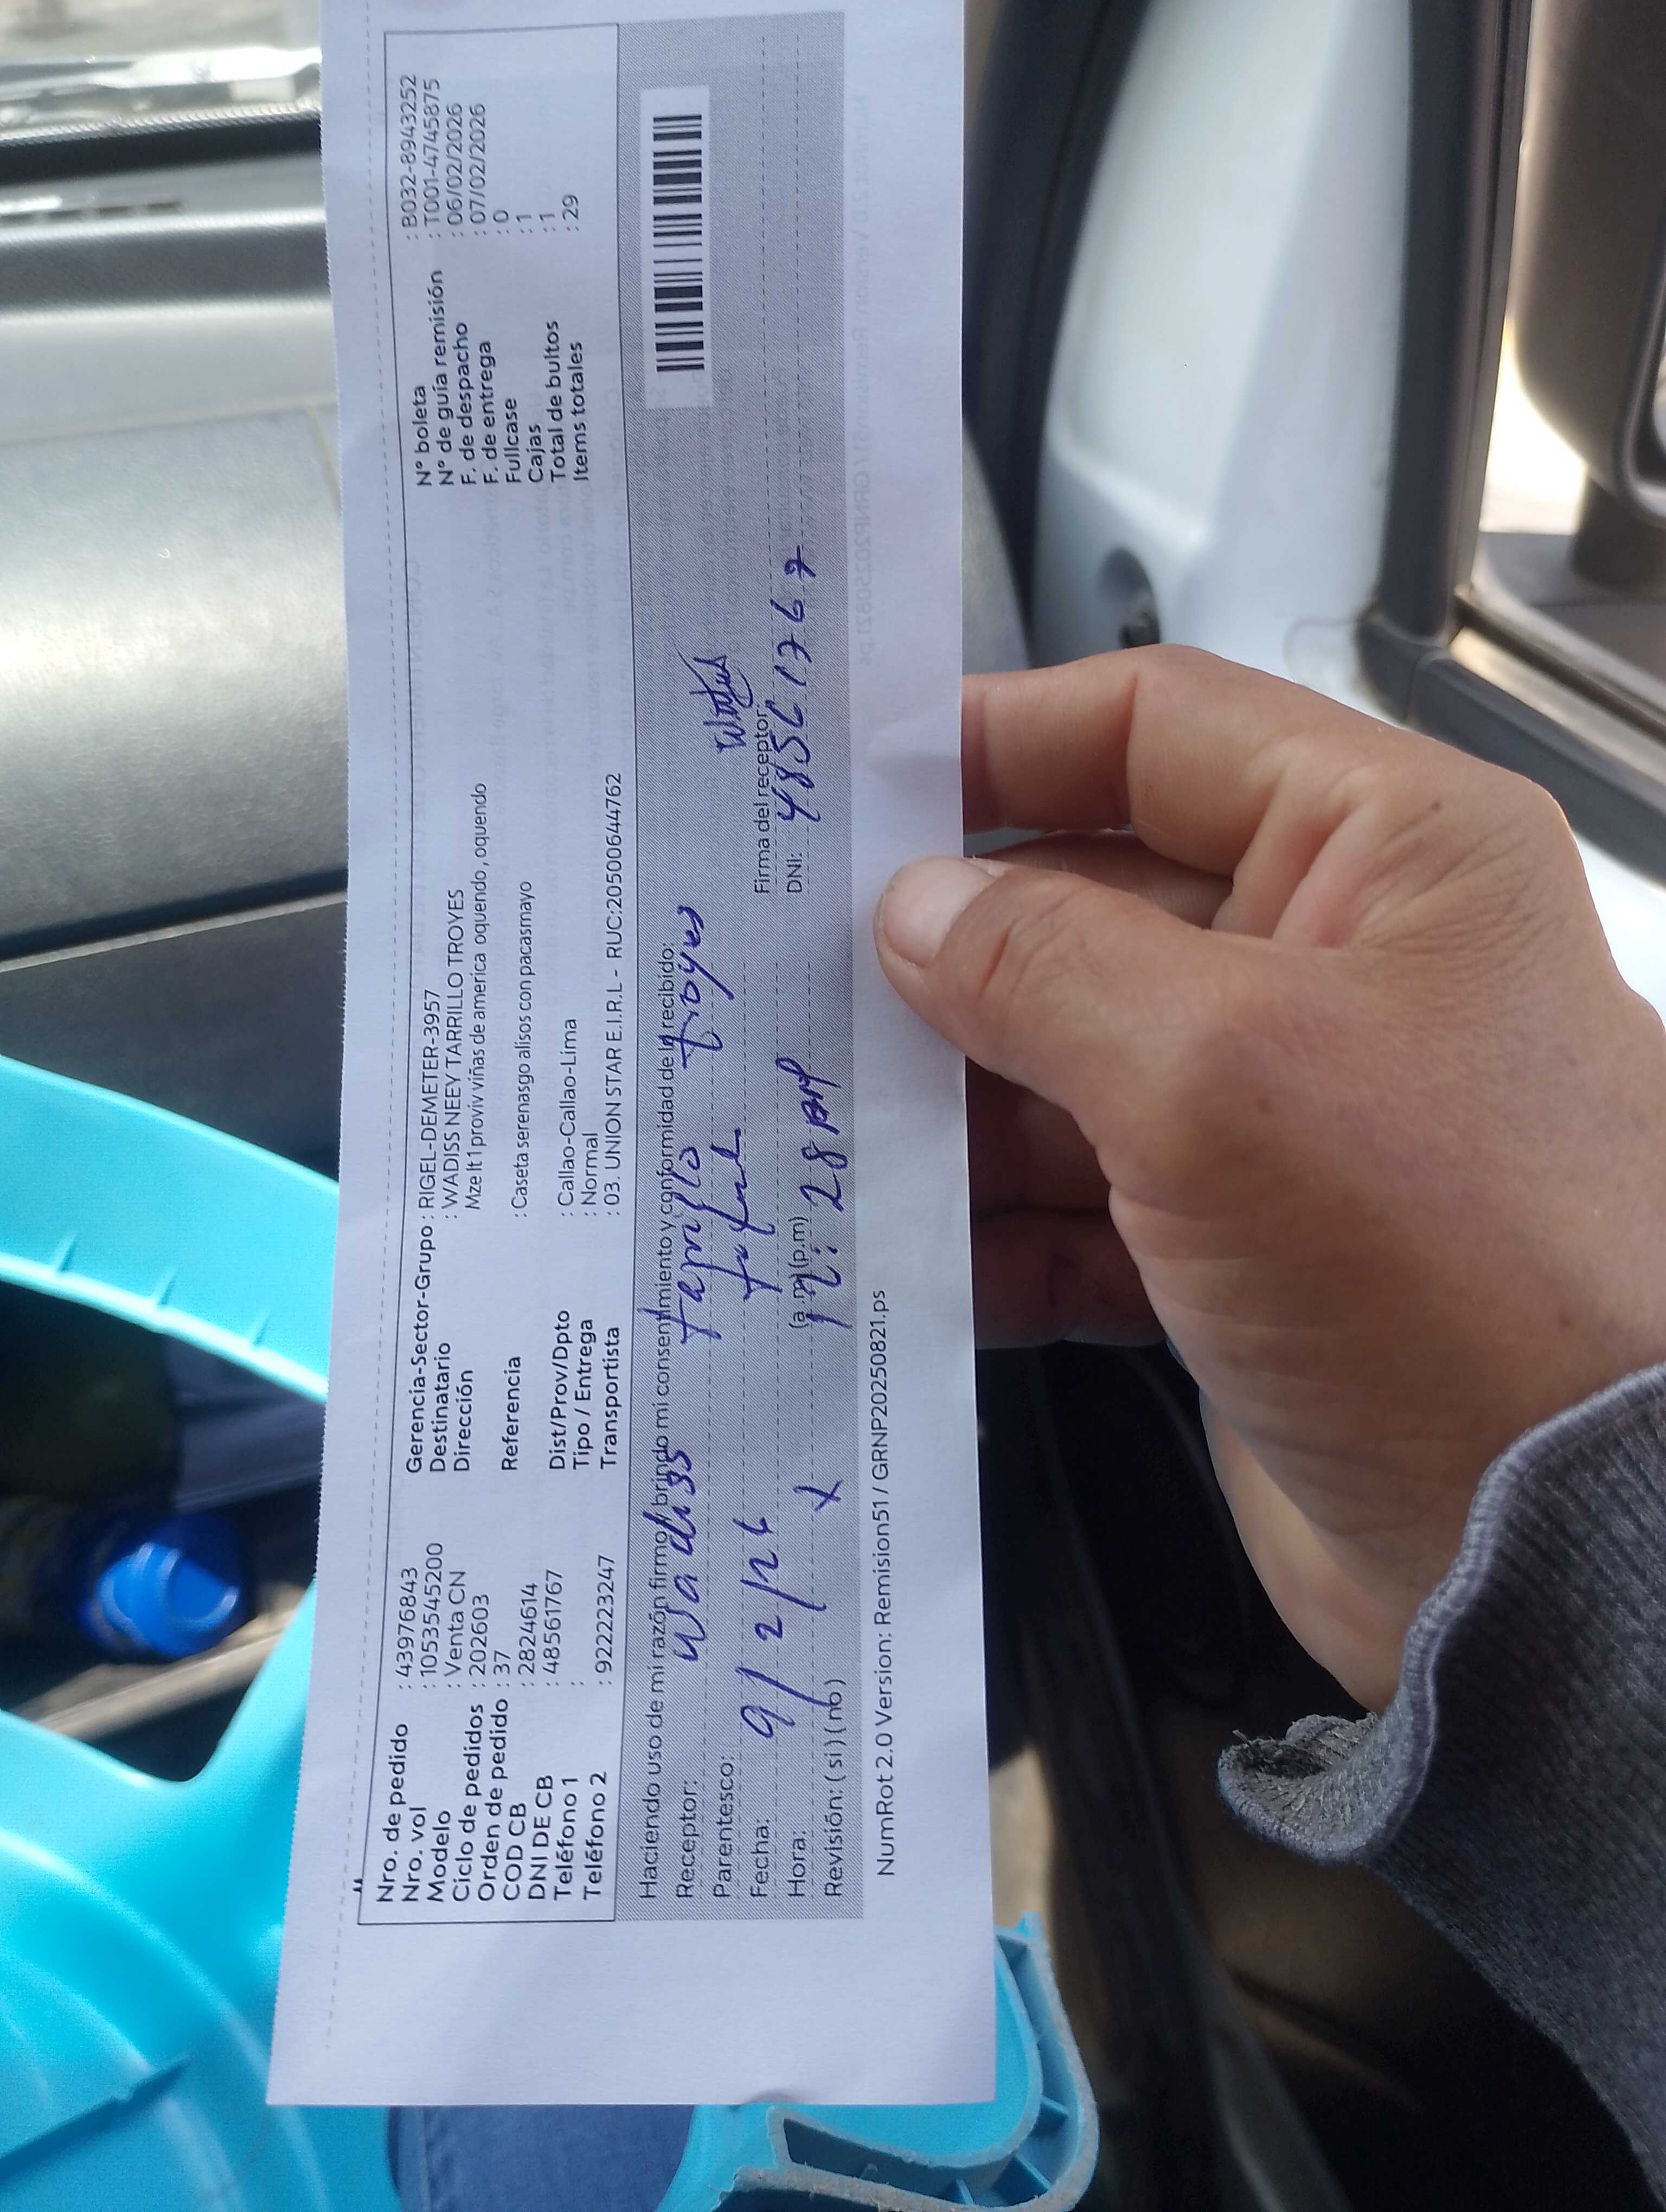 Nro. de pedido : 43976843
Nro. vol : 1053545200
Modelo : Venta CN
Ciclo de pedidos : 202603
Orden de pedido : 37
COD CB : 2824614
DNI DE CB : 48561767
Teléfono 1 :
Teléfono 2 : 922223247
Gerencia-Sector-Grupo : RIGEL-DEMETER-3957
Destinatario : WADISS NEEY TARRILLO TROYES
Dirección Mz e lt 1 proviv viñas de america oquendo , oquendo
Referencia : Caseta serenasgo alisos con pacasmayo
Dist/Prov/Dpto : Callao-Callao-Lima
Tipo / Entrega : Normal
Transportista : 03. UNION STAR E.I.R.L - RUC:20500644762
N° boleta : B032-8943252
N° de guía remisión : T001-4745875
F. de despacho : 06/02/2026
F. de entrega : 07/02/2026
Fullcase : 0
Cajas : 1
Total de bultos : 1
Items totales : 29
Haciendo uso de mi razón firmo y brindo mi consentimiento y conformidad de lo recibido:
Receptor: Wadiss tarrillo troyes
Parentesco:
Fecha: 9/2/26
Firma del receptor:
Hora: (a.m) (p.m) 12:28 pm
DNI: 48561767
Revisión: ( si ) ( no ) X
NumRot 2.0 Version: Remision51 / GRNP20250821.ps